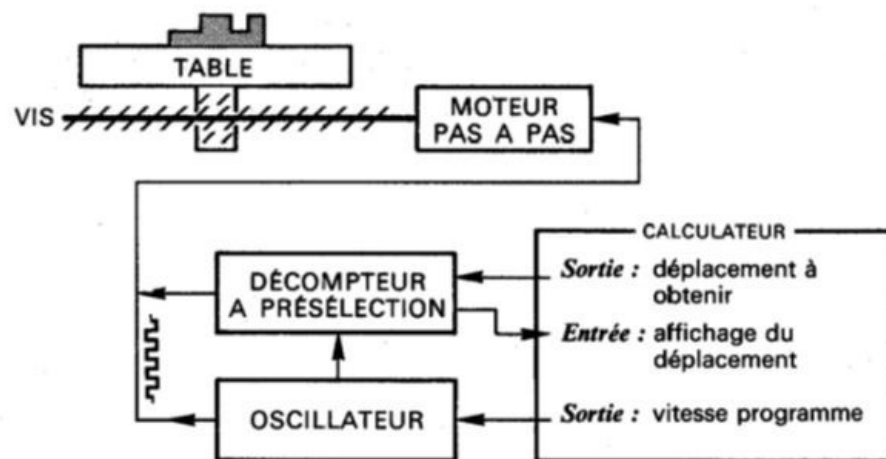 TABLE
VIS
MOTEUR
PAS A PAS
CALCULATEUR
DÉCOMPTEUR
A PRÉSÉLECTION
Sortie : déplacement à
obtenir
Entrée : affichage du
déplacement
OSCILLATEUR
Sortie : vitesse programme